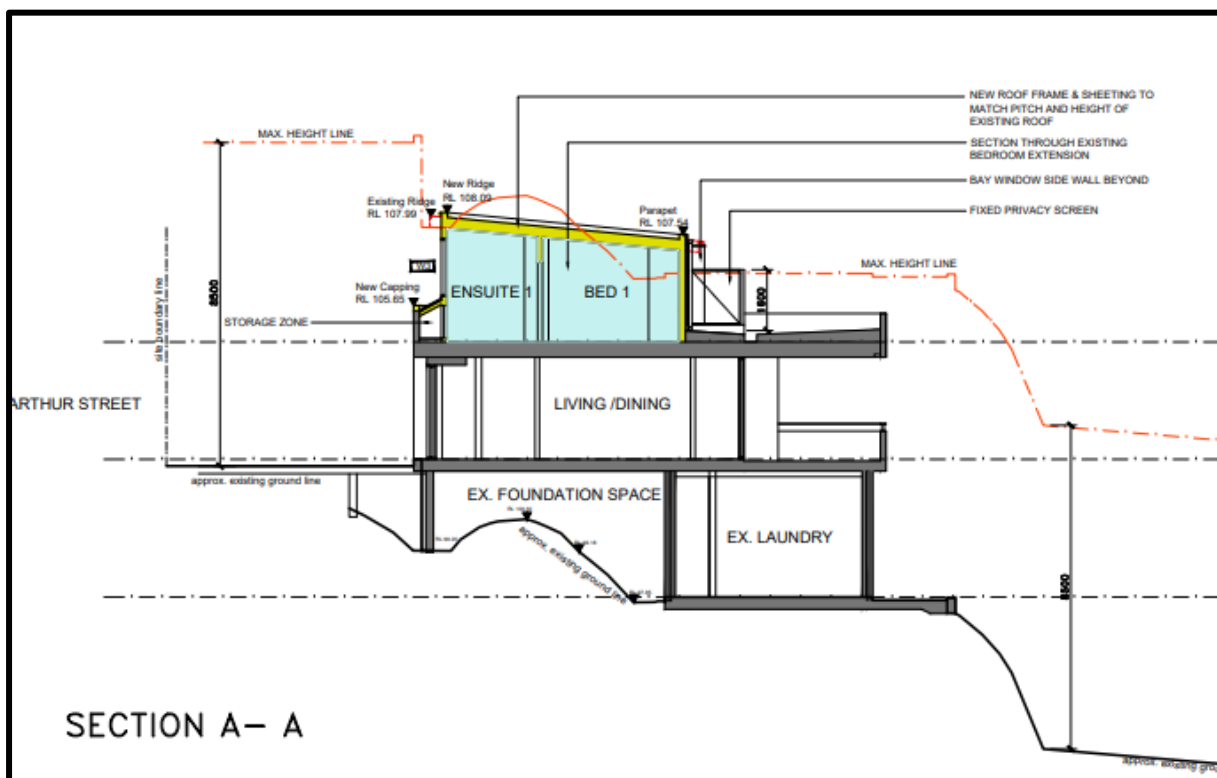 NEW ROOF FRAME & SHEETING TO
MATCH PITCH AND HEIGHT OF
EXISTING ROOF
MAX. HEIGHT LINE
SECTION THROUGH EXISTING
BEDROOM EXTENSION
BAY WINDOW SIDE WALL BEYOND
New Ridge
RL 108.09
Existing Ridge
RL 107.99
Parapet
RL 107.54
FIXED PRIVACY SCREEN
MAX. HEIGHT LINE
8500
New Capping
RL 105.65
ENSUITE 1
BED 1
STORAGE ZONE
site boundary line
ARTHUR STREET
LIVING /DINING
approx. existing ground line
EX. FOUNDATION SPACE
approx. existing ground line
EX. LAUNDRY
8500
SECTION A- A